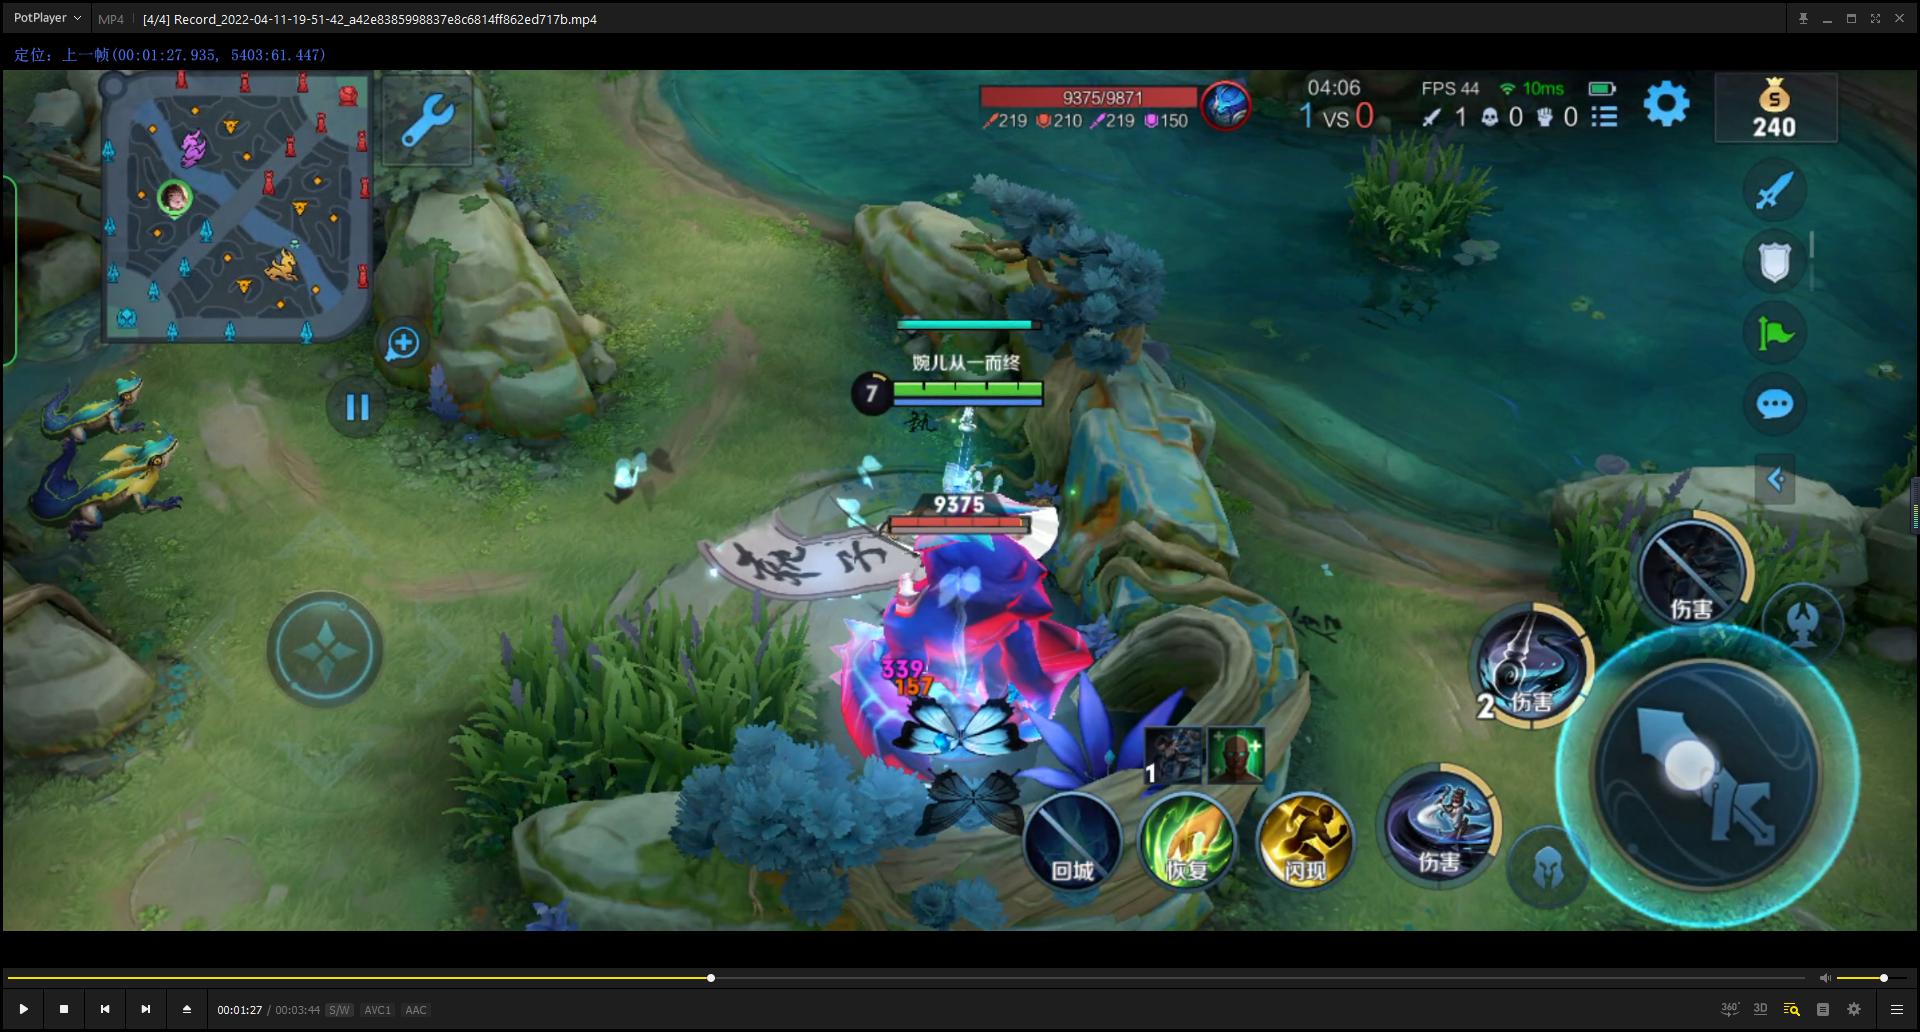 PotPlayer MP4 [4/4] Record_2022-04-11-19-51-42_a42e8385998837e8c6814ff862ed717b.mp4
定位: 上一帧(00:01:27.935, 5403:61.447)
9375/9871
219 210 219 150
04:06
1 VS 0
FPS 44 10ms
1 0 0
S
240
婉儿从一而终
7
9375
339
157
伤害
2 伤害
伤害
1
回城
恢复
闪现
00:01:27 / 00:03:44 S/W AVC1 AAC
360° 3D